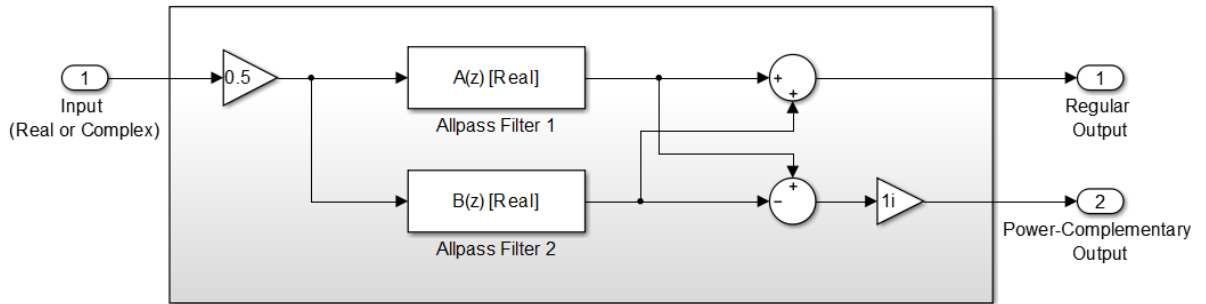 1
Input
(Real or Complex)
0.5
A(z) [Real]
Allpass Filter 1
B(z) [Real]
Allpass Filter 2
+
+
+
−
1i
1
Regular
Output
2
Power-Complementary
Output